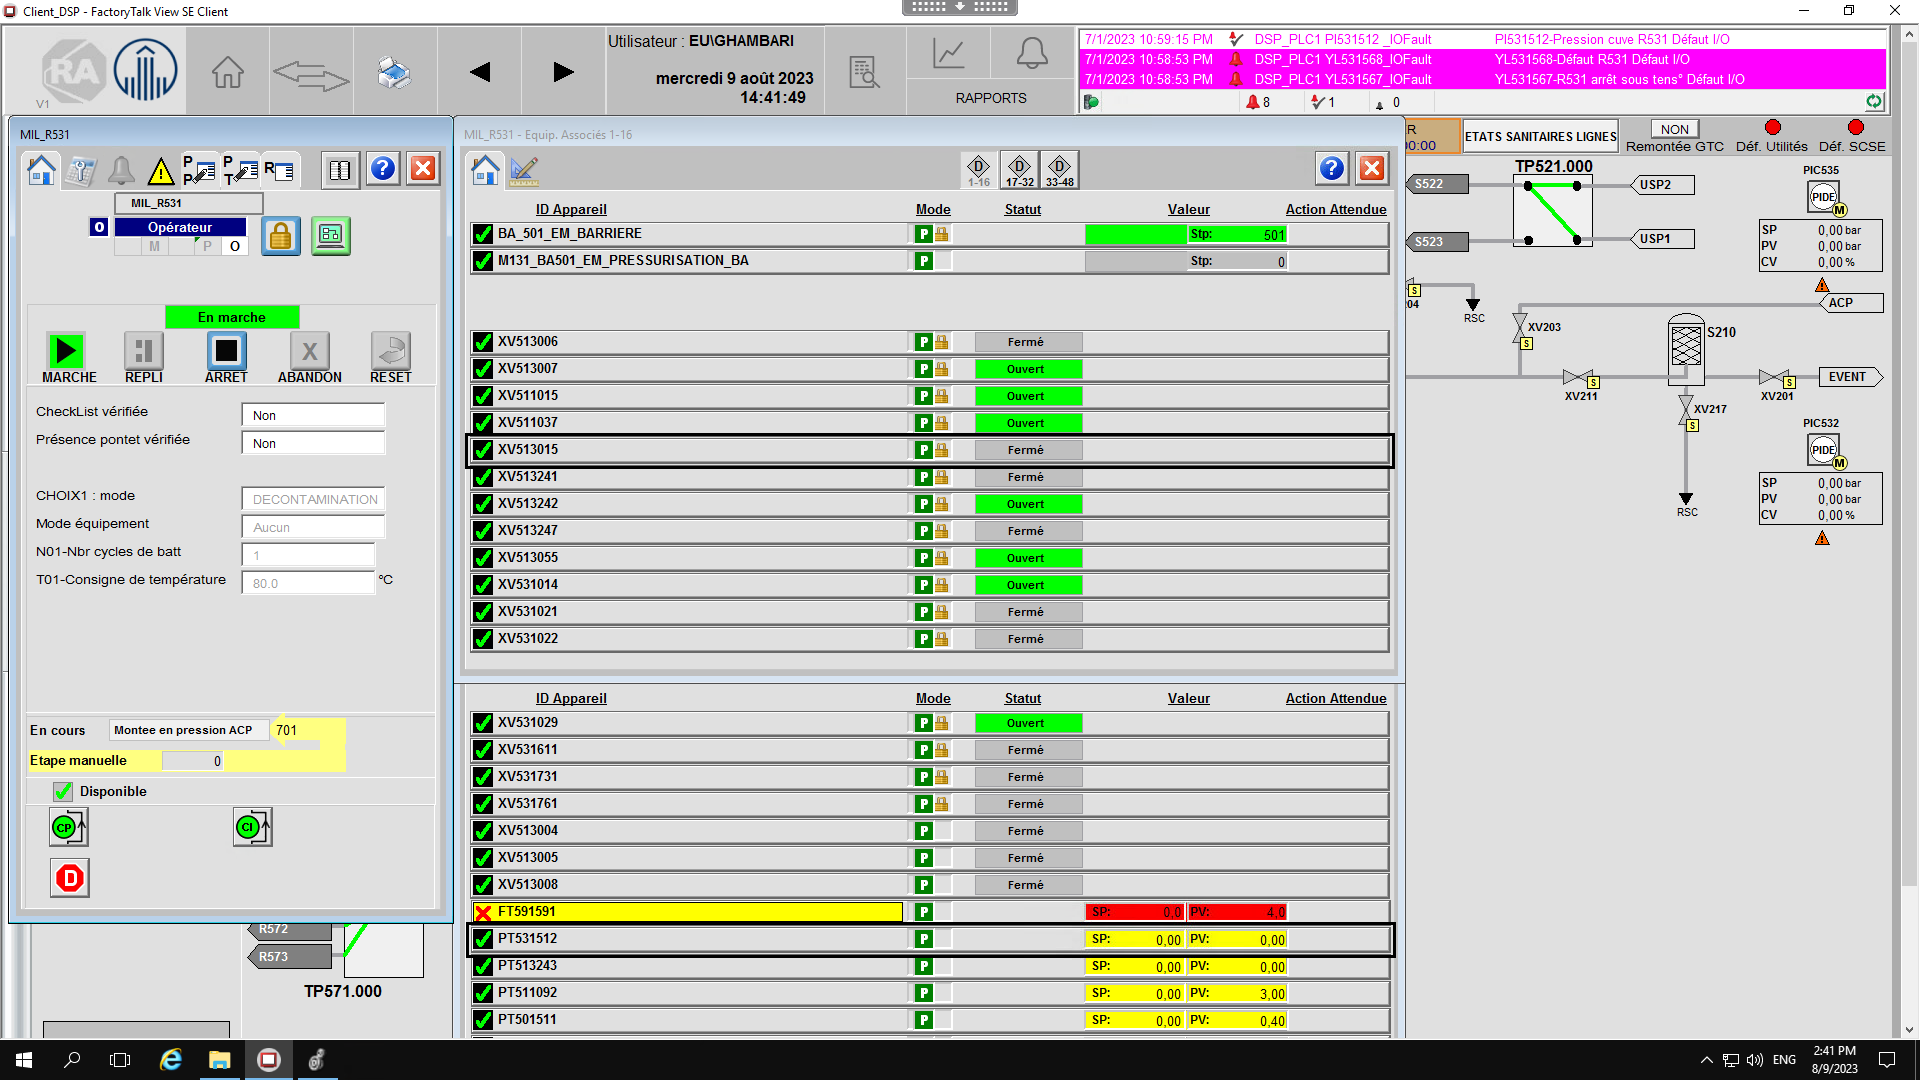 Client_DSP - FactoryTalk View SE Client
RA
V1
Utilisateur : EU\GHAMBARI
mercredi 9 août 2023
14:41:49
RAPPORTS
7/1/2023 10:59:15 PM DSP_PLC1 PI531512 _IOFault PI531512-Pression cuve R531 Défaut I/O
7/1/2023 10:58:53 PM DSP_PLC1 YL531568_IOFault YL531568-Défaut R531 Défaut I/O
7/1/2023 10:58:53 PM DSP_PLC1 YL531567_IOFault YL531567-R531 arrêt sous tens° Défaut I/O
8 1 0
MIL_R531
P P
P T
R
?
MIL_R531
O Opérateur
M P O
En marche
MARCHE REPLI ARRET ABANDON RESET
CheckList vérifiée Non
Présence pontet vérifiée Non
CHOIX1 : mode DECONTAMINATION
Mode équipement Aucun
N01-Nbr cycles de batt 1
T01-Consigne de température 80.0 °C
En cours Montee en pression ACP 701
Etape manuelle 0
Disponible
CP CI
D
MIL_R531 - Equip. Associés 1-16
D 1-16 D 17-32 D 33-48
?
ID Appareil Mode Statut Valeur Action Attendue
BA_501_EM_BARRIERE P Stp: 501
M131_BA501_EM_PRESSURISATION_BA P Stp: 0
XV513006 P Fermé
XV513007 P Ouvert
XV511015 P Ouvert
XV511037 P Ouvert
XV513015 P Fermé
XV513241 P Fermé
XV513242 P Ouvert
XV513247 P Fermé
XV513055 P Ouvert
XV531014 P Ouvert
XV531021 P Fermé
XV531022 P Fermé
ID Appareil Mode Statut Valeur Action Attendue
XV531029 P Ouvert
XV531611 P Fermé
XV531731 P Fermé
XV531761 P Fermé
XV513004 P Fermé
XV513005 P Fermé
XV513008 P Fermé
FT591591 P SP: 0,0 PV: 4,0
PT531512 P SP: 0,00 PV: 0,00
PT513243 P SP: 0,00 PV: 0,00
PT511092 P SP: 0,00 PV: 3,00
PT501511 P SP: 0,00 PV: 0,40
R
00:00
ETATS SANITAIRES LIGNES
NON
Remontée GTC Déf. Utilités Déf. SCSE
TP521.000
S522 USP2
S523 USP1
PIC535
PIDE
M
SP 0,00 bar
PV 0,00 bar
CV 0,00 %
S
04
RSC
ACP
XV203
S
S210
XV211
S
XV201
S
EVENT
XV217
S
RSC
PIC532
PIDE
M
SP 0,00 bar
PV 0,00 bar
CV 0,00 %
R572
R573
TP571.000
ENG
2:41 PM
8/9/2023